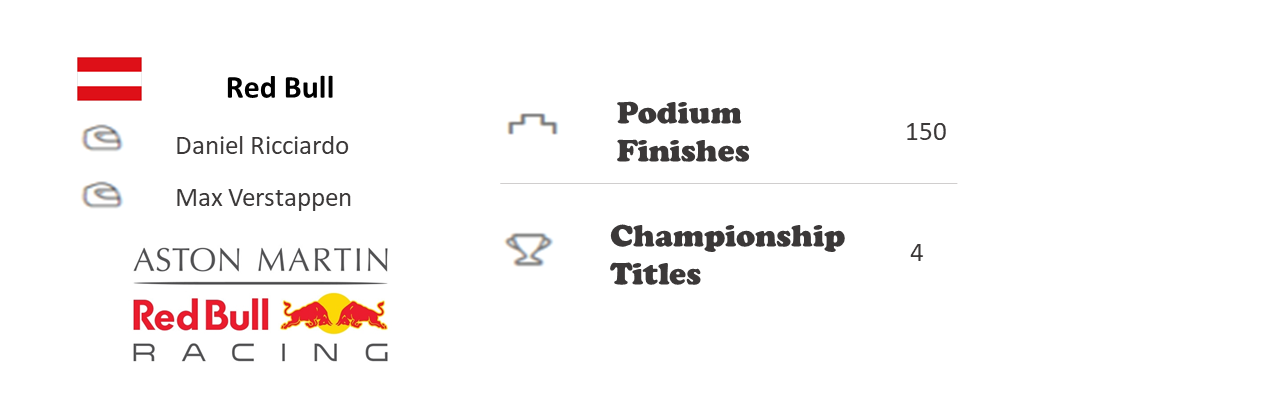 Red Bull
Daniel Ricciardo
Max Verstappen
ASTON MARTIN
Red Bull
RACING
Podium
Finishes
150
Championship
Titles
4